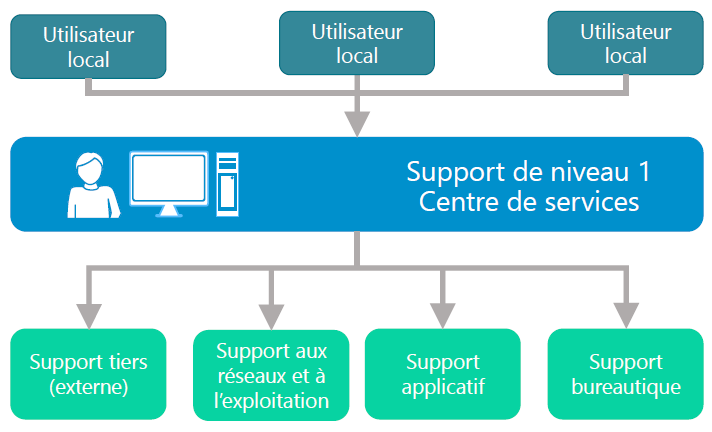 Utilisateur
local
Utilisateur
local
Utilisateur
local
Support de niveau 1
Centre de services
Support tiers
(externe)
Support aux
réseaux et à
l’exploitation
Support
applicatif
Support
bureautique